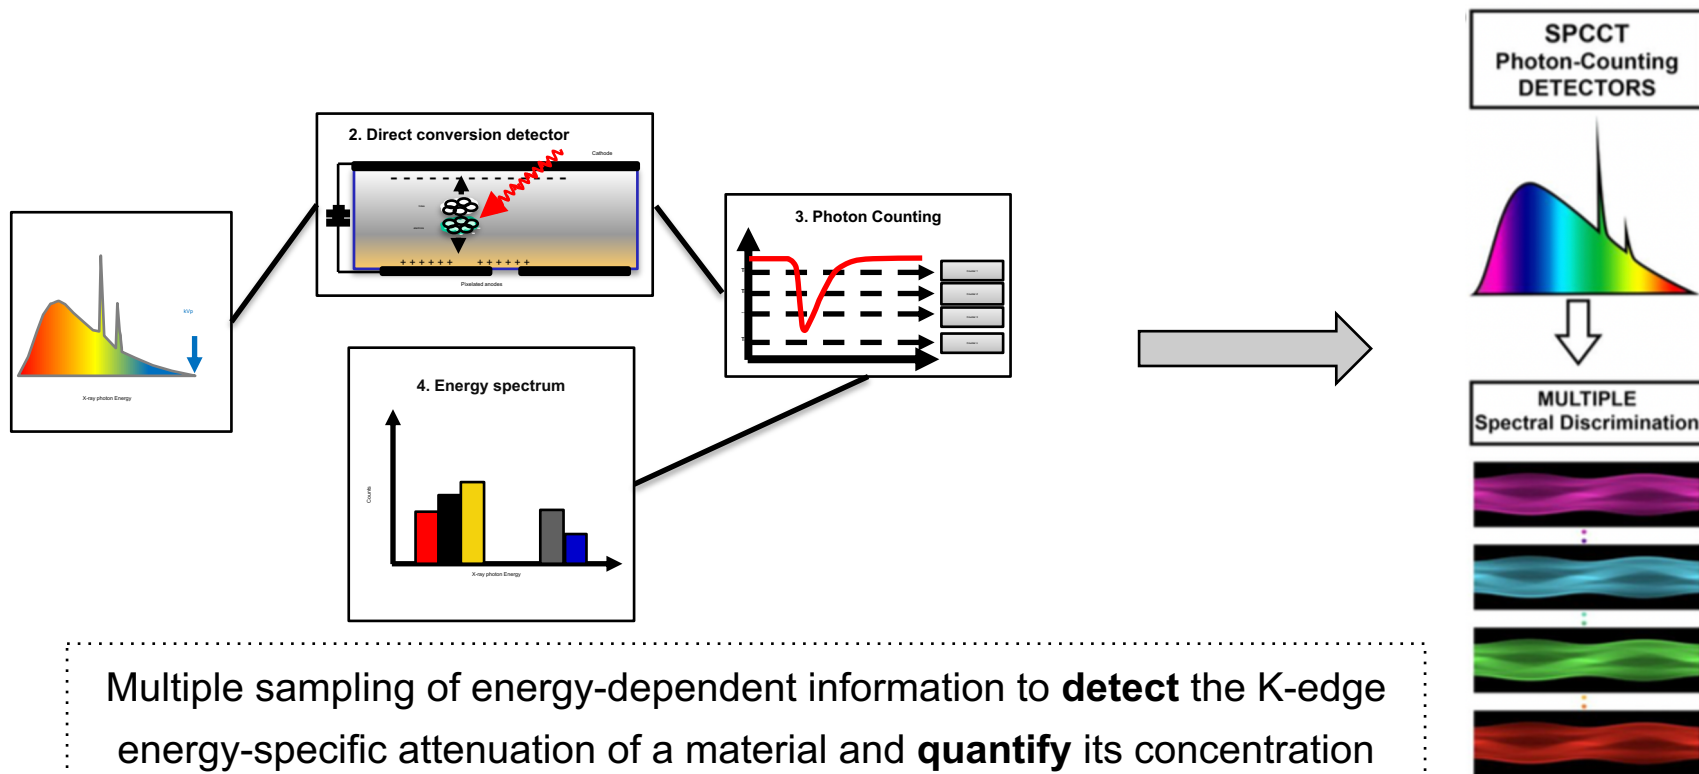 SPCCT
Photon-Counting
DETECTORS
2. Direct conversion detector
Cathode
Pixelated anodes
3. Photon Counting
kVp
X-ray photon Energy
4. Energy spectrum
Counts
X-ray photon Energy
MULTIPLE
Spectral Discrimination
Multiple sampling of energy-dependent information to detect the K-edge
energy-specific attenuation of a material and quantify its concentration